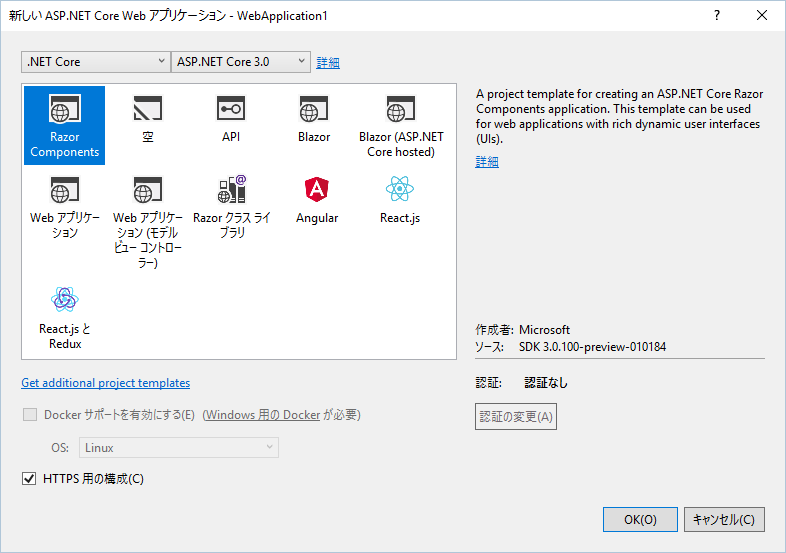 新しい ASP.NET Core Web アプリケーション - WebApplication1
?
.NET Core
ASP.NET Core 3.0
詳細
Razor
Components
空
API
Blazor
Blazor (ASP.NET
Core hosted)
Web アプリケー
ション
Web アプリケー
ション (モデル
ビュー コントロー
ラー)
Razor クラス ライ
ブラリ
Angular
React.js
React.js と
Redux
A project template for creating an ASP.NET Core Razor
Components application. This template can be used
for web applications with rich dynamic user interfaces
(UIs).
詳細
作成者: Microsoft
ソース: SDK 3.0.100-preview-010184
Get additional project templates
認証: 認証なし
認証の変更(A)
Docker サポートを有効にする(E) (Windows 用の Docker が必要)
OS: Linux
HTTPS 用の構成(C)
OK(O)
キャンセル(C)